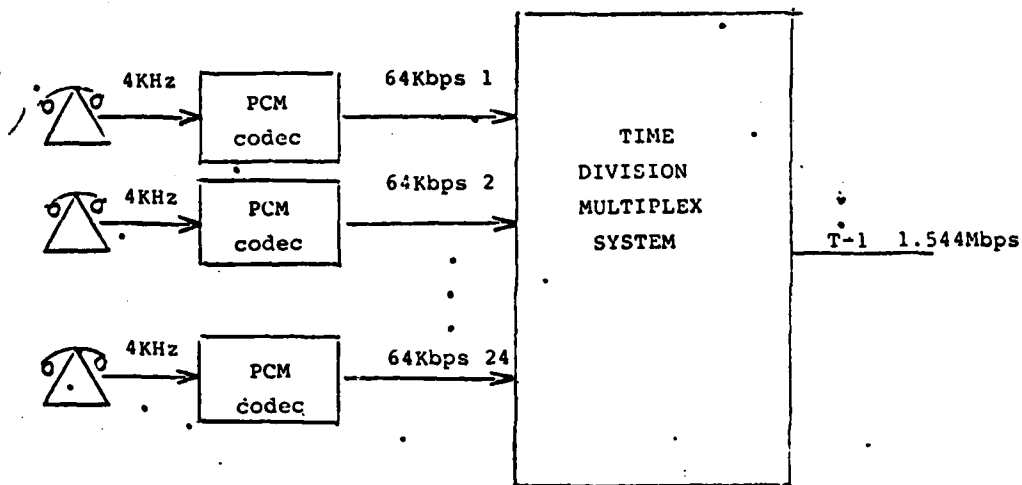 4KHz
PCM
codec
64Kbps 1
4KHz
PCM
codec
64Kbps 2
4KHz
PCM
codec
64Kbps 24
TIME
DIVISION
MULTIPLEX
SYSTEM
T-1 1.544Mbps